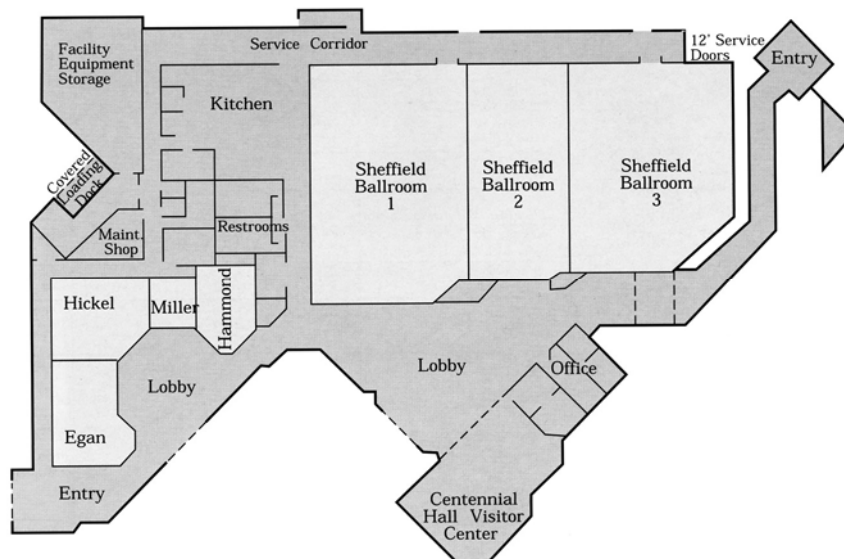 Facility
Equipment
Storage
Service Corridor
12' Service
Doors
Entry
Kitchen
Covered
Loading
Dock
Sheffield
Ballroom
1
Sheffield
Ballroom
2
Sheffield
Ballroom
3
Maint.
Shop
Restrooms
Hickel
Miller
Hammond
Lobby
Lobby
Office
Egan
Entry
Centennial
Hall Visitor
Center